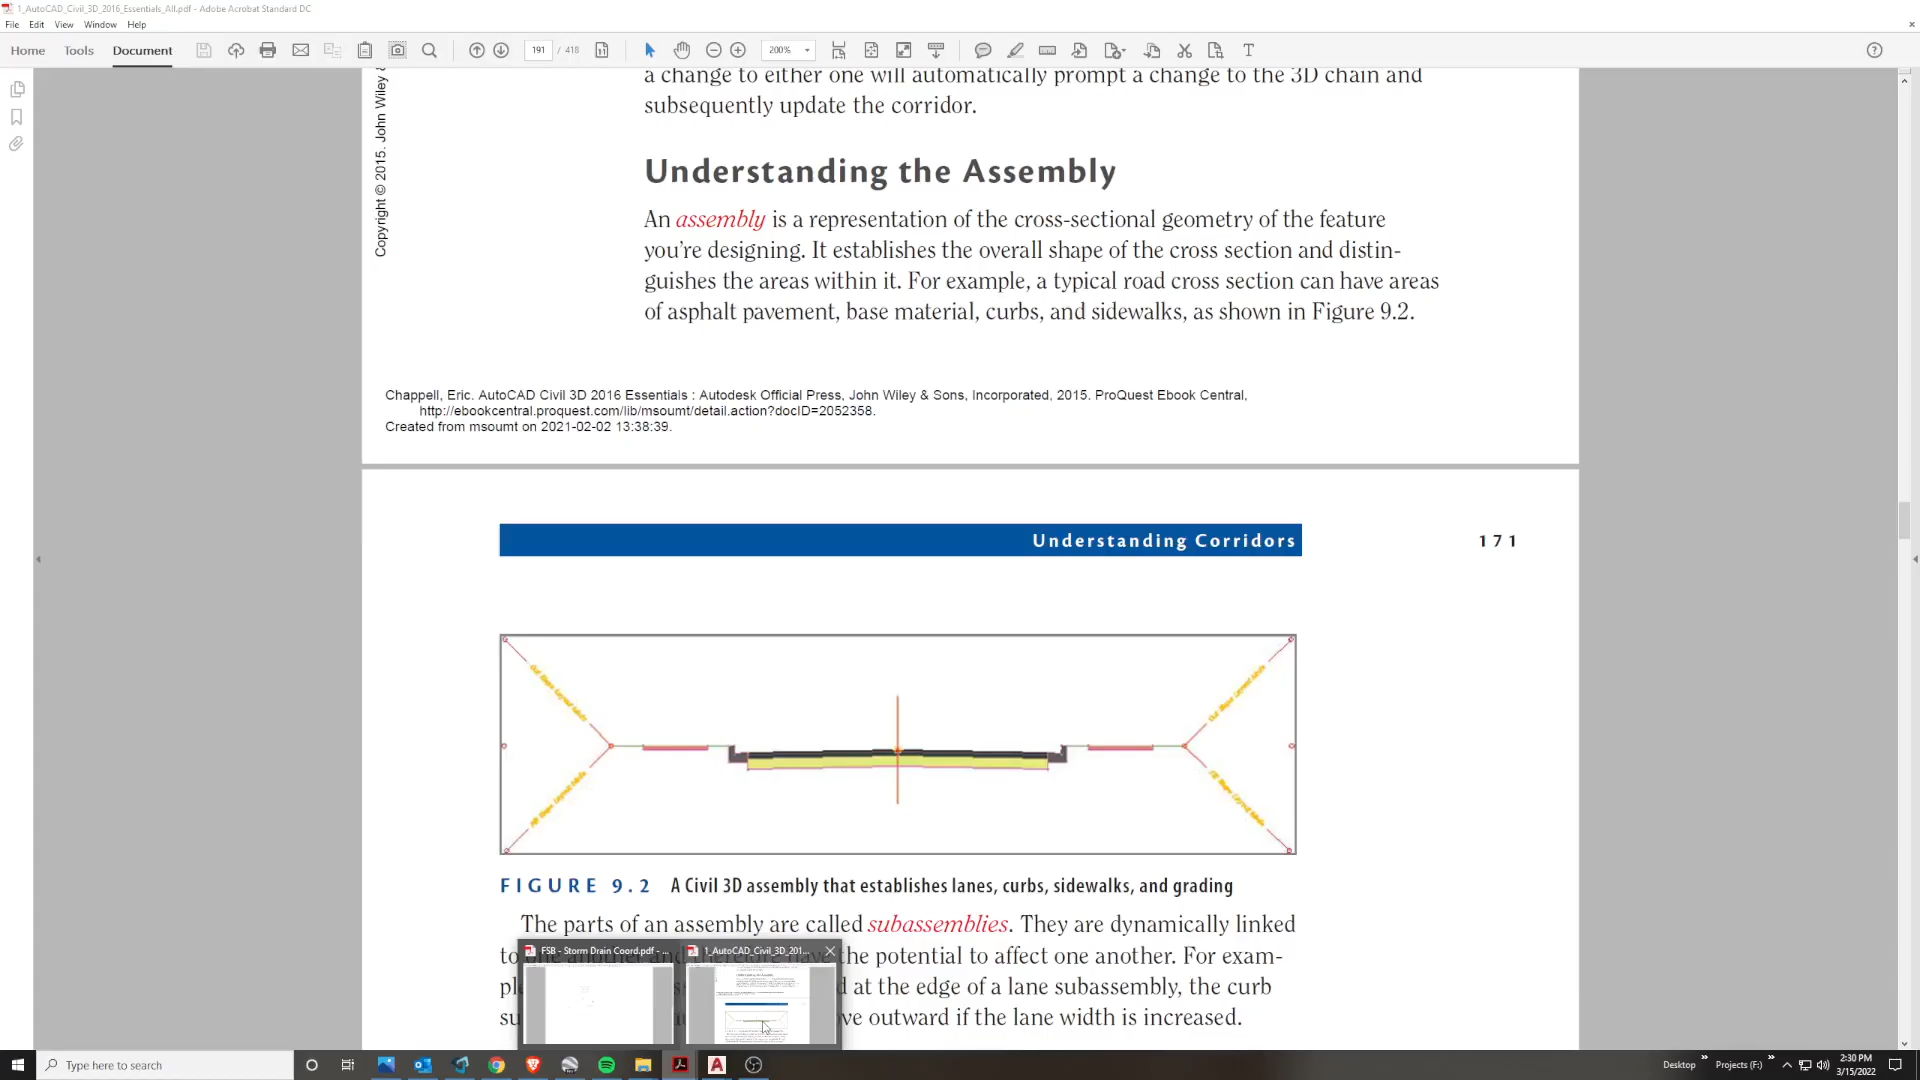 1_AutoCAD_Civil_3D_2016_Essentials_All.pdf - Adobe Acrobat Standard DC
File Edit View Window Help
Home Tools Document
191 / 418
200%
Copyright © 2015. John Wiley &
a change to either one will automatically prompt a change to the 3D chain and
subsequently update the corridor.
Understanding the Assembly
An assembly is a representation of the cross-sectional geometry of the feature
you're designing. It establishes the overall shape of the cross section and distin-
guishes the areas within it. For example, a typical road cross section can have areas
of asphalt pavement, base material, curbs, and sidewalks, as shown in Figure 9.2.
Chappell, Eric. AutoCAD Civil 3D 2016 Essentials : Autodesk Official Press, John Wiley & Sons, Incorporated, 2015. ProQuest Ebook Central,
http://ebookcentral.proquest.com/lib/msoumt/detail.action?docID=2052358.
Created from msoumt on 2021-02-02 13:38:39.
Understanding Corridors 171
FIGURE 9.2 A Civil 3D assembly that establishes lanes, curbs, sidewalks, and grading
The parts of an assembly are called subassemblies. They are dynamically linked
to one another and therefore have the potential to affect one another. For exam-
FSB - Storm Drain Coord.pdf - ...
1_AutoCAD_Civil_3D_201...
d at the edge of a lane subassembly, the curb
ve outward if the lane width is increased.
Type here to search
Desktop
Projects (F:)
2:30 PM
3/15/2022